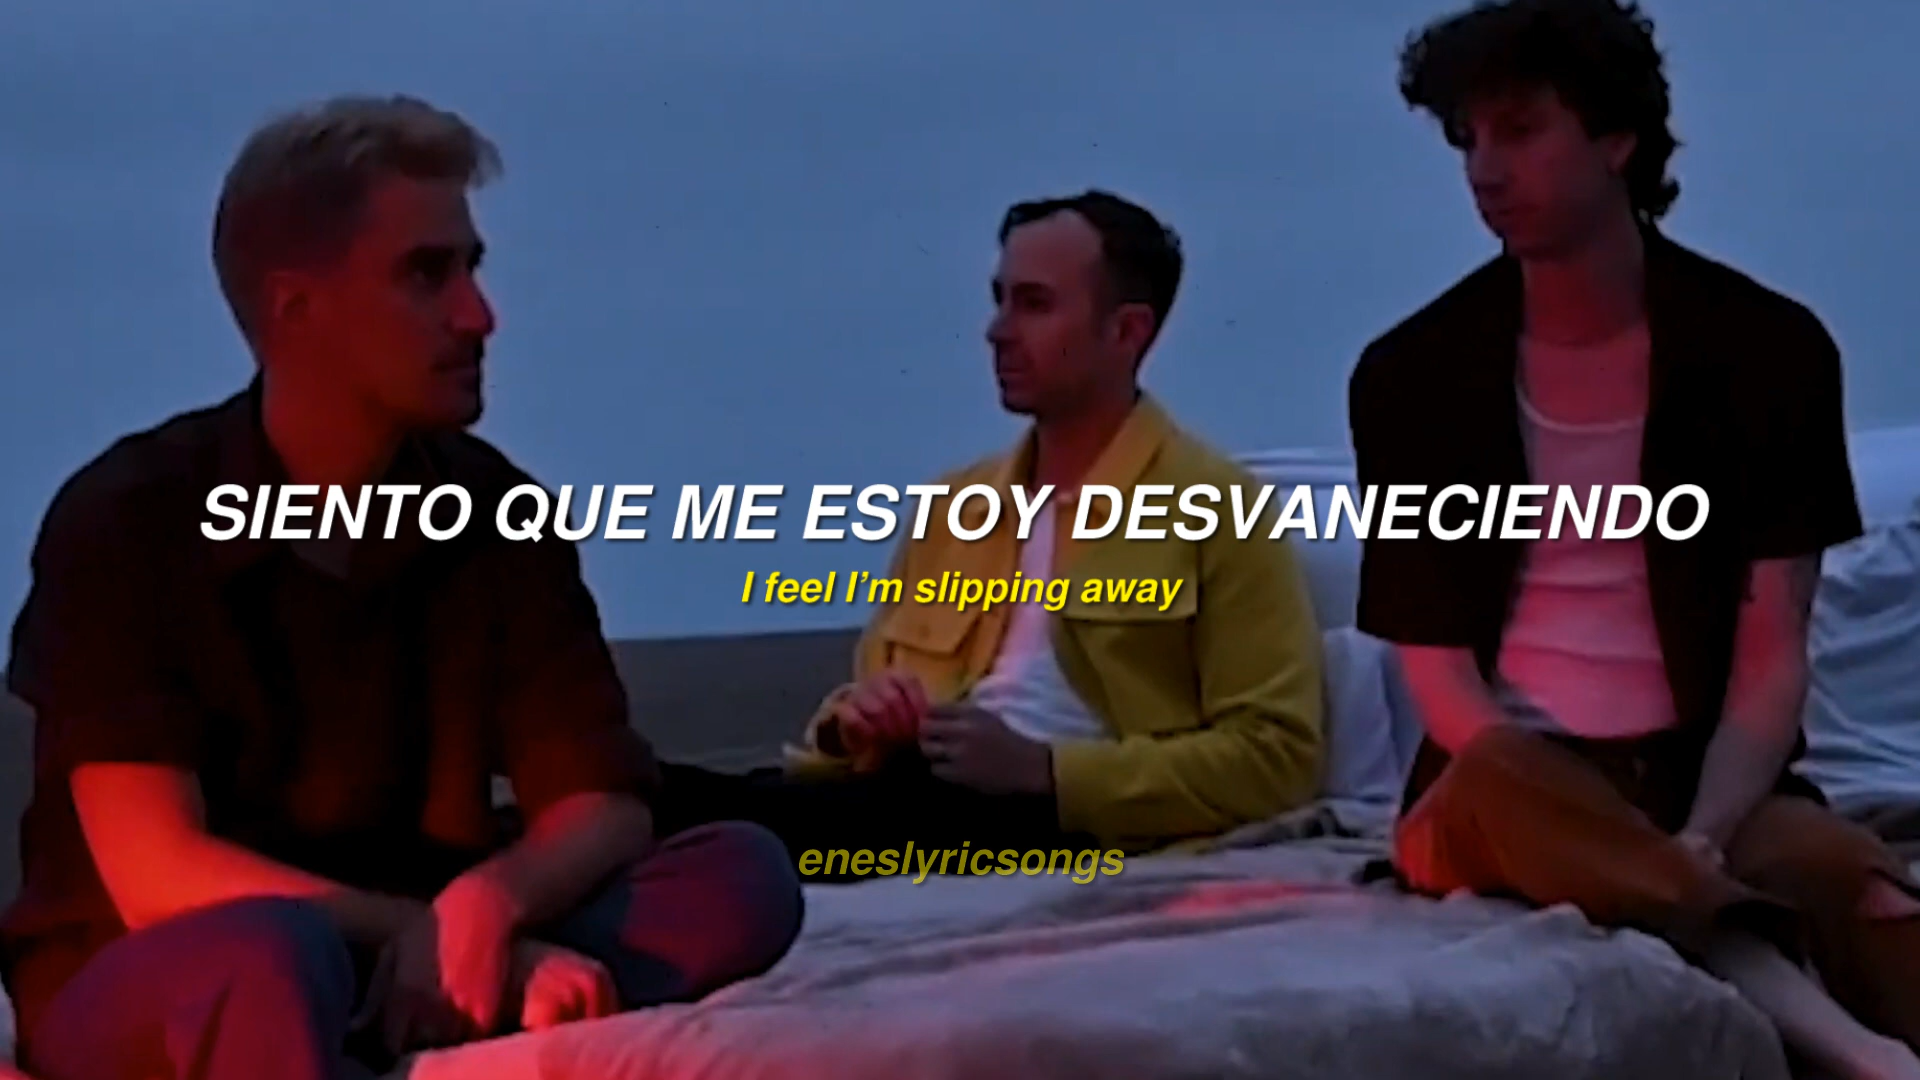 SIENTO QUE ME ESTOY DESVANECIENDO
I feel I’m slipping away
eneslyricsongs